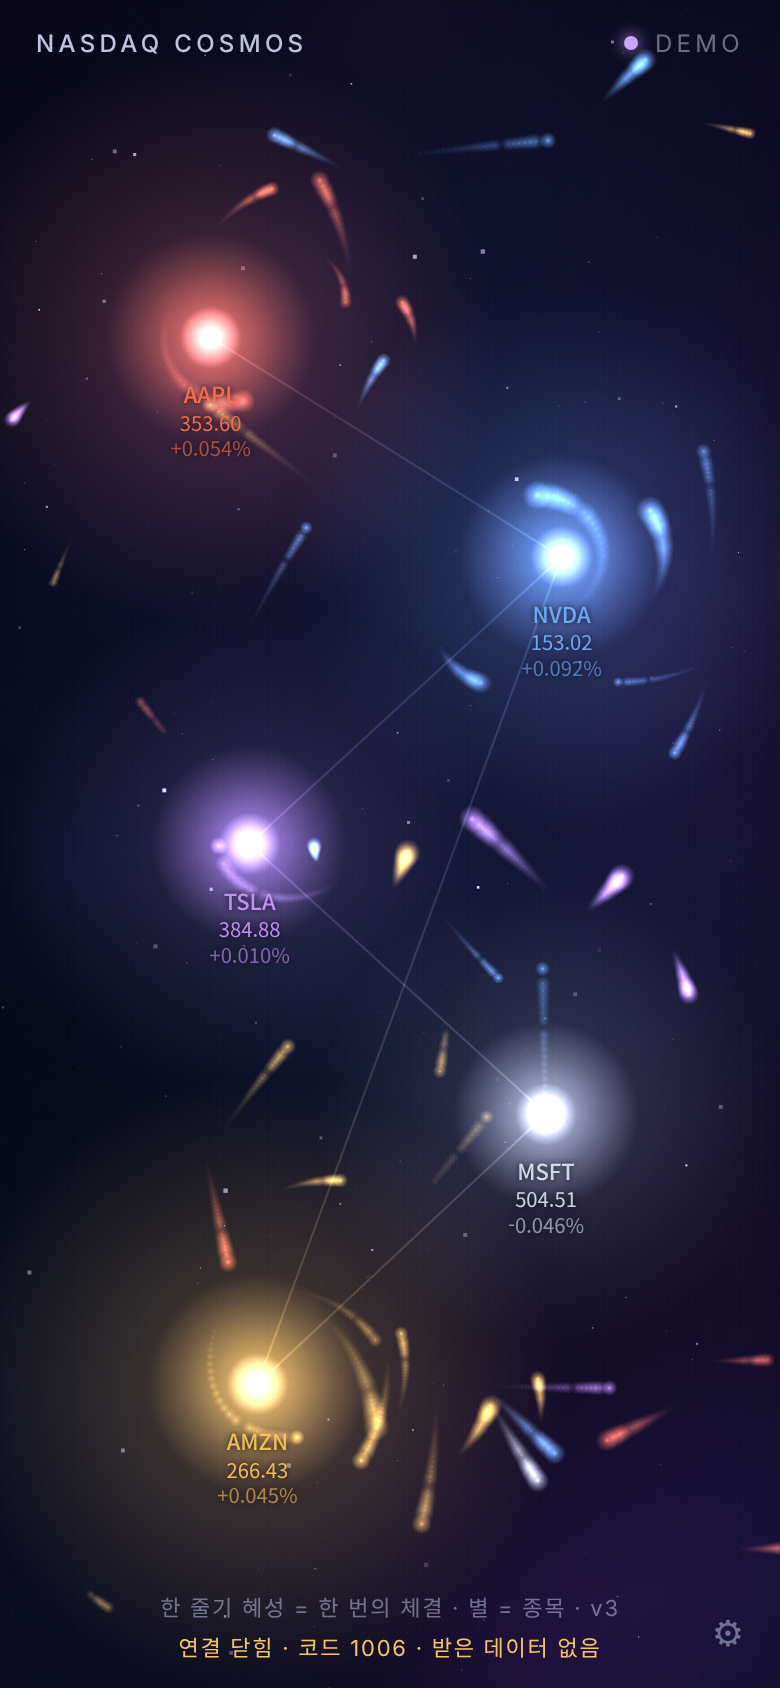 NASDAQ COSMOS
DEMO
AAPL
353.60
+0.054%
NVDA
153.02
+0.092%
TSLA
384.88
+0.010%
MSFT
504.51
-0.046%
AMZN
266.43
+0.045%
한 줄기 혜성 = 한 번의 체결 · 별 = 종목 · v3
연결 닫힘 · 코드 1006 · 받은 데이터 없음